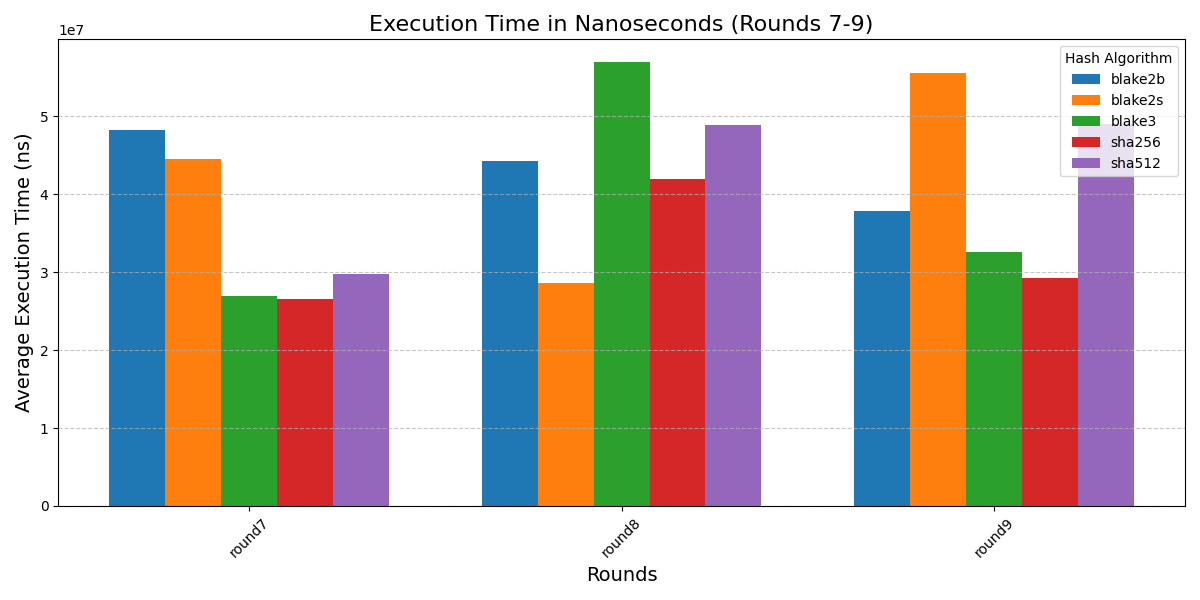 Execution Time in Nanoseconds (Rounds 7-9)
1e7
Hash Algorithm
blake2b
blake2s
blake3
sha256
sha512
5
4
3
2
1
0
Average Execution Time (ns)
round7
round8
round9
Rounds